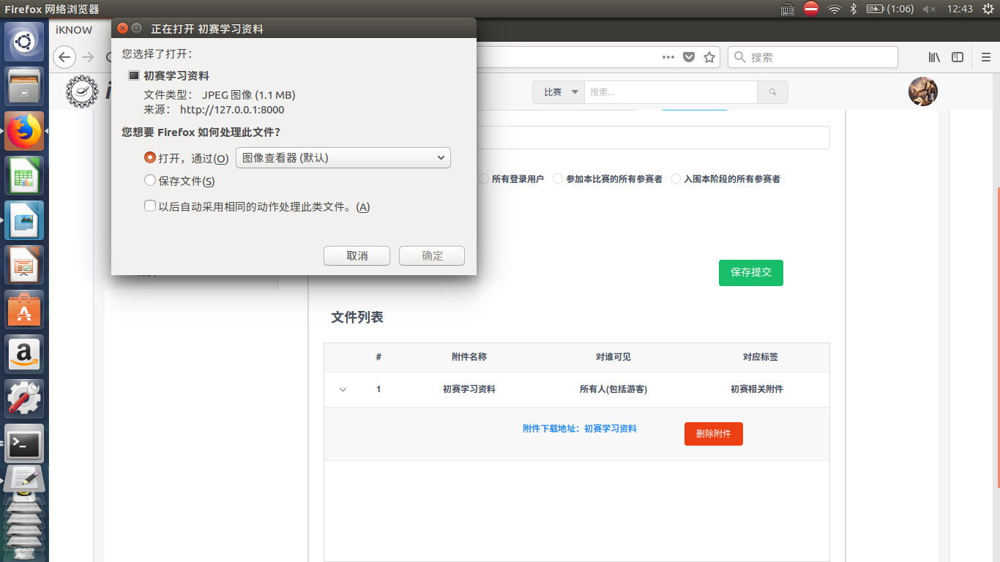 Firefox 网络浏览器
(1:06)
12:43
iKNOW
正在打开 初赛学习资料
您选择了打开：
初赛学习资料
文件类型： JPEG 图像 (1.1 MB)
来源： http://127.0.0.1:8000
您想要 Firefox 如何处理此文件？
打开，通过(O)
图像查看器 (默认)
保存文件(S)
以后自动采用相同的动作处理此类文件。(A)
取消
确定
搜索
比赛
搜索...
所有登录用户
参加本比赛的所有参赛者
入围本阶段的所有参赛者
保存提交
文件列表
# 附件名称 对谁可见 对应标签
1 初赛学习资料 所有人(包括游客) 初赛相关附件
附件下载地址：初赛学习资料
删除附件